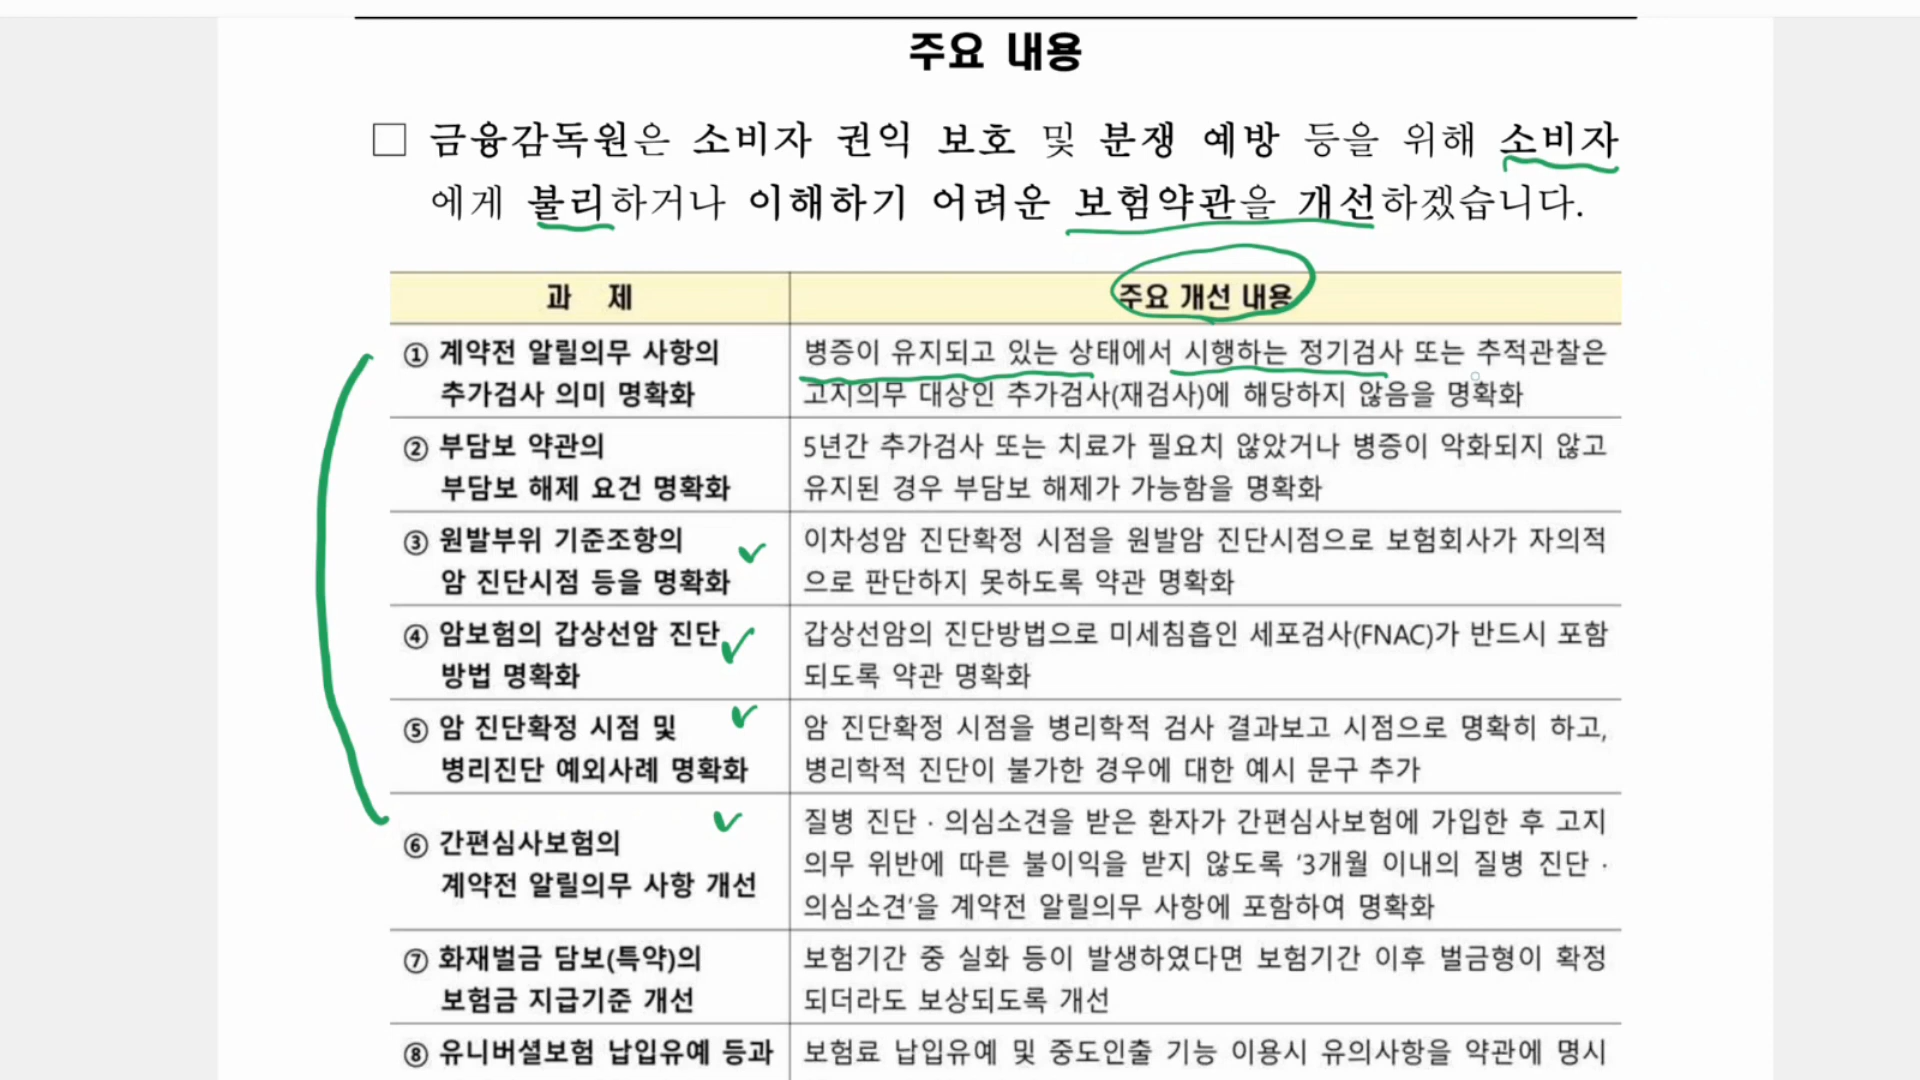 주요 내용
□ 금융감독원은 소비자 권익 보호 및 분쟁 예방 등을 위해 소비자
에게 불리하거나 이해하기 어려운 보험약관을 개선하겠습니다.
과 제
주요 개선 내용
① 계약전 알릴의무 사항의
추가검사 의미 명확화
병증이 유지되고 있는 상태에서 시행하는 정기검사 또는 추적관찰은
고지의무 대상인 추가검사(재검사)에 해당하지 않음을 명확화
② 부담보 약관의
부담보 해제 요건 명확화
5년간 추가검사 또는 치료가 필요치 않았거나 병증이 악화되지 않고
유지된 경우 부담보 해제가 가능함을 명확화
③ 원발부위 기준조항의
암 진단시점 등을 명확화
이차성암 진단확정 시점을 원발암 진단시점으로 보험회사가 자의적
으로 판단하지 못하도록 약관 명확화
④ 암보험의 갑상선암 진단
방법 명확화
갑상선암의 진단방법으로 미세침흡인 세포검사(FNAC)가 반드시 포함
되도록 약관 명확화
⑤ 암 진단확정 시점 및
병리진단 예외사례 명확화
암 진단확정 시점을 병리학적 검사 결과보고 시점으로 명확히 하고,
병리학적 진단이 불가한 경우에 대한 예시 문구 추가
⑥ 간편심사보험의
계약전 알릴의무 사항 개선
질병 진단 · 의심소견을 받은 환자가 간편심사보험에 가입한 후 고지
의무 위반에 따른 불이익을 받지 않도록 '3개월 이내의 질병 진단 ·
의심소견'을 계약전 알릴의무 사항에 포함하여 명확화
⑦ 화재벌금 담보(특약)의
보험금 지급기준 개선
보험기간 중 실화 등이 발생하였다면 보험기간 이후 벌금형이 확정
되더라도 보상되도록 개선
⑧ 유니버셜보험 납입유예 등과
보험료 납입유예 및 중도인출 기능 이용시 유의사항을 약관에 명시